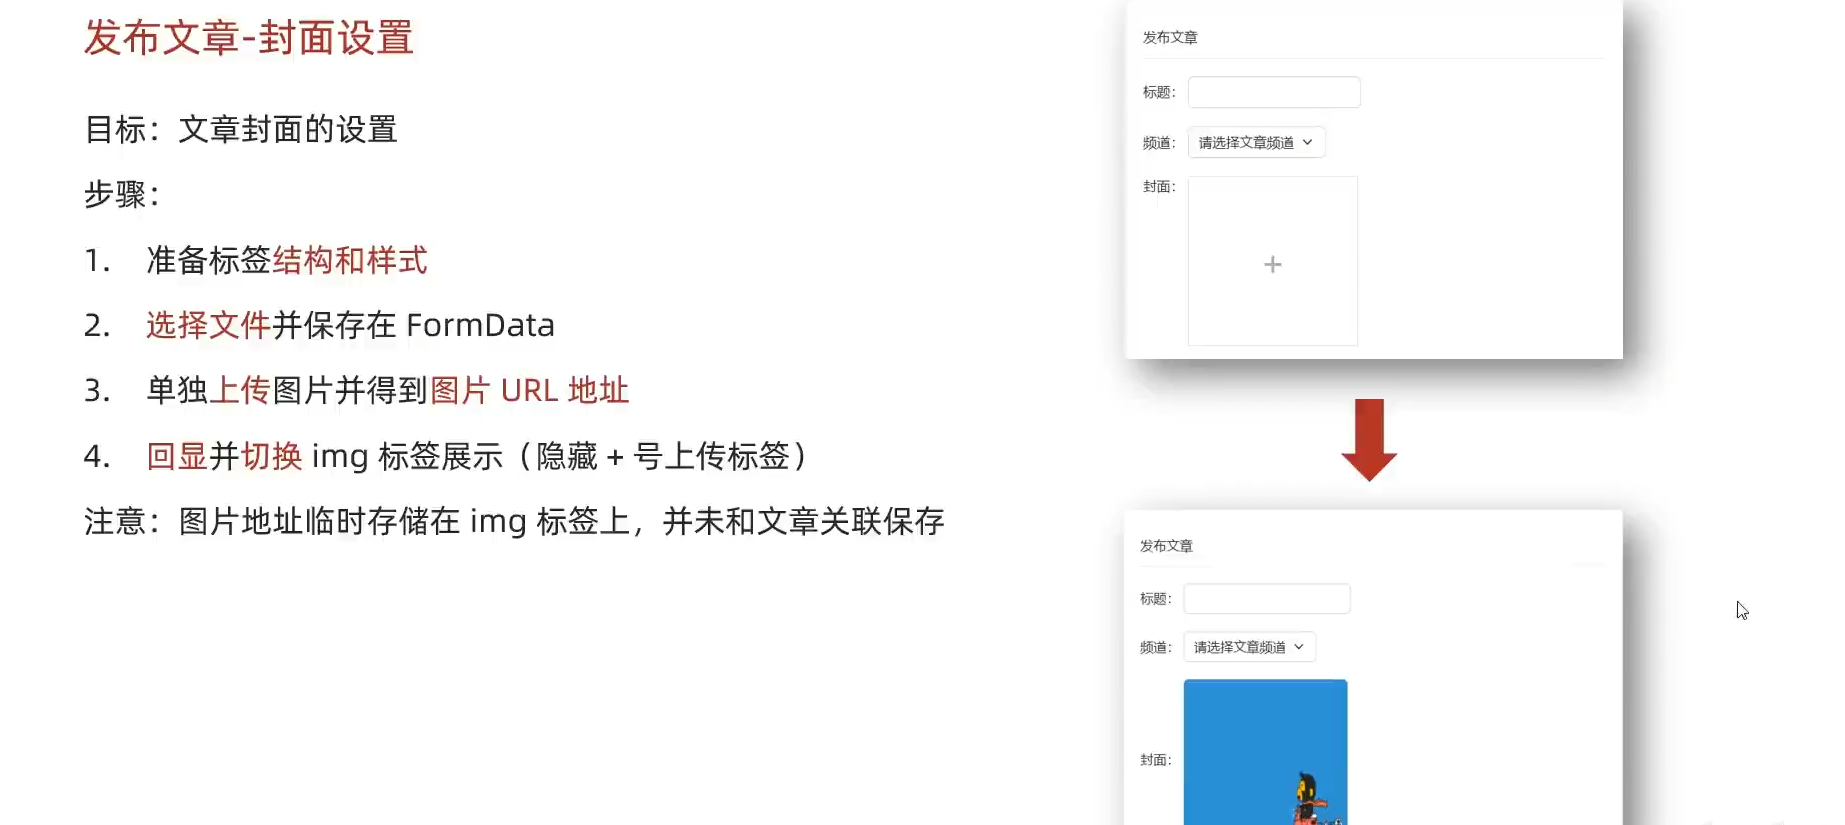 发布文章-封面设置
目标：文章封面的设置
步骤：
1. 准备标签结构和样式
2. 选择文件并保存在 FormData
3. 单独上传图片并得到图片 URL 地址
4. 回显并切换 img 标签展示（隐藏 + 号上传标签）
注意：图片地址临时存储在 img 标签上，并未和文章关联保存
发布文章
标题：
频道： 请选择文章频道
封面：
+
发布文章
标题：
频道： 请选择文章频道
封面：